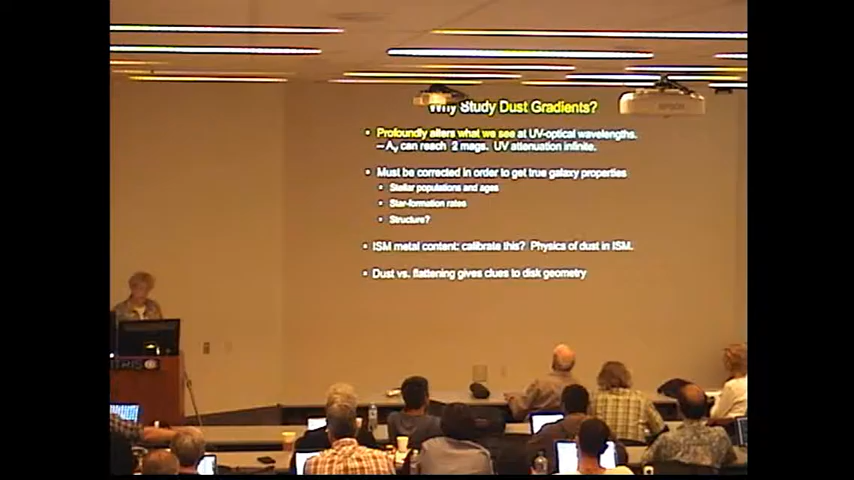 Why Study Dust Gradients?
• Profoundly alters what we see at UV-optical wavelengths.
– AV can reach 2 mags. UV attenuation infinite.
• Must be corrected in order to get true galaxy properties
• Stellar populations and ages
• Star-formation rates
• Structure?
• ISM metal content: calibrate this? Physics of dust in ISM.
• Dust vs. flattening gives clues to disk geometry
EPSON